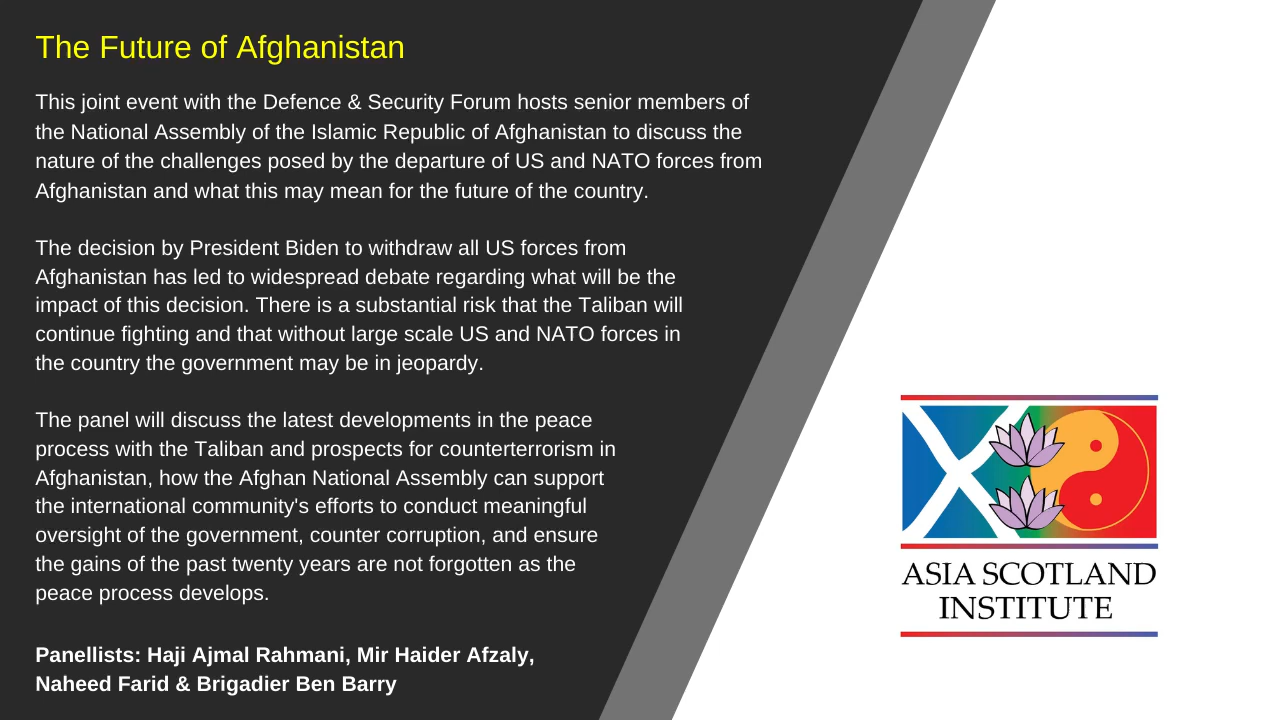 The Future of Afghanistan
This joint event with the Defence & Security Forum hosts senior members of
the National Assembly of the Islamic Republic of Afghanistan to discuss the
nature of the challenges posed by the departure of US and NATO forces from
Afghanistan and what this may mean for the future of the country.
The decision by President Biden to withdraw all US forces from
Afghanistan has led to widespread debate regarding what will be the
impact of this decision. There is a substantial risk that the Taliban will
continue fighting and that without large scale US and NATO forces in
the country the government may be in jeopardy.
The panel will discuss the latest developments in the peace
process with the Taliban and prospects for counterterrorism in
Afghanistan, how the Afghan National Assembly can support
the international community's efforts to conduct meaningful
oversight of the government, counter corruption, and ensure
the gains of the past twenty years are not forgotten as the
peace process develops.
Panellists: Haji Ajmal Rahmani, Mir Haider Afzaly,
Naheed Farid & Brigadier Ben Barry
ASIA SCOTLAND
INSTITUTE